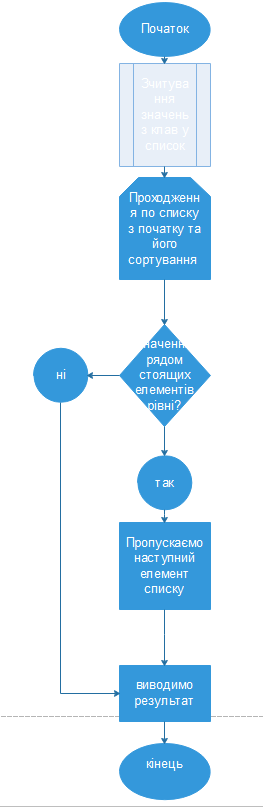 Початок
Зчитува
ння
значень
з клав у
список
Проходженн
я по списку
з початку та
його
сортування
начення
рядом
стоящих
елементів
рівні?
ні
так
Пропускаємо
наступний
елемент
списку
виводимо
результат
кінець